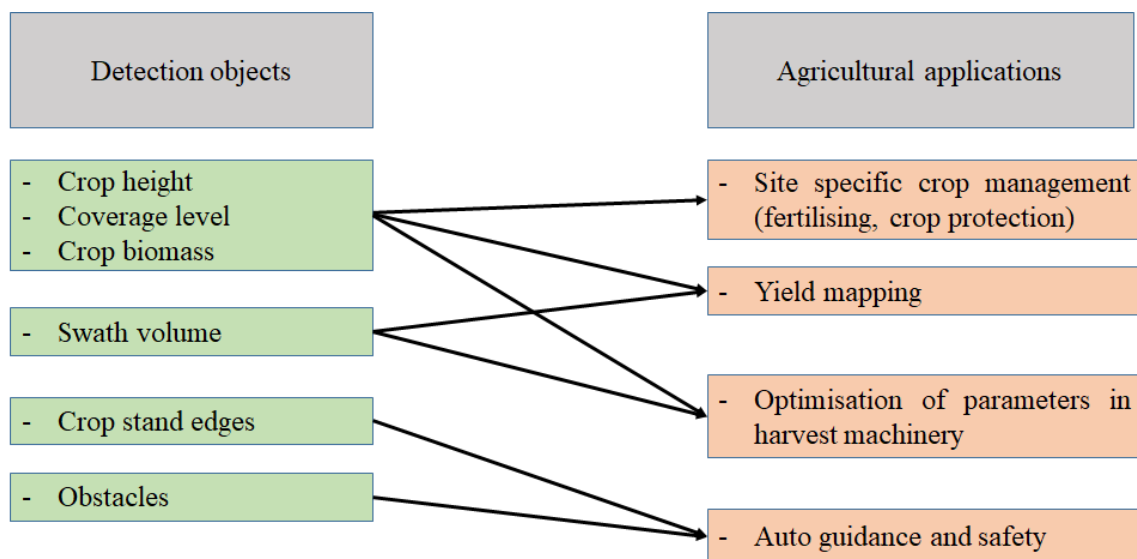 Detection objects
Agricultural applications
- Crop height
- Coverage level
- Crop biomass
- Swath volume
- Crop stand edges
- Obstacles
- Site specific crop management
(fertilising, crop protection)
- Yield mapping
- Optimisation of parameters in
harvest machinery
- Auto guidance and safety